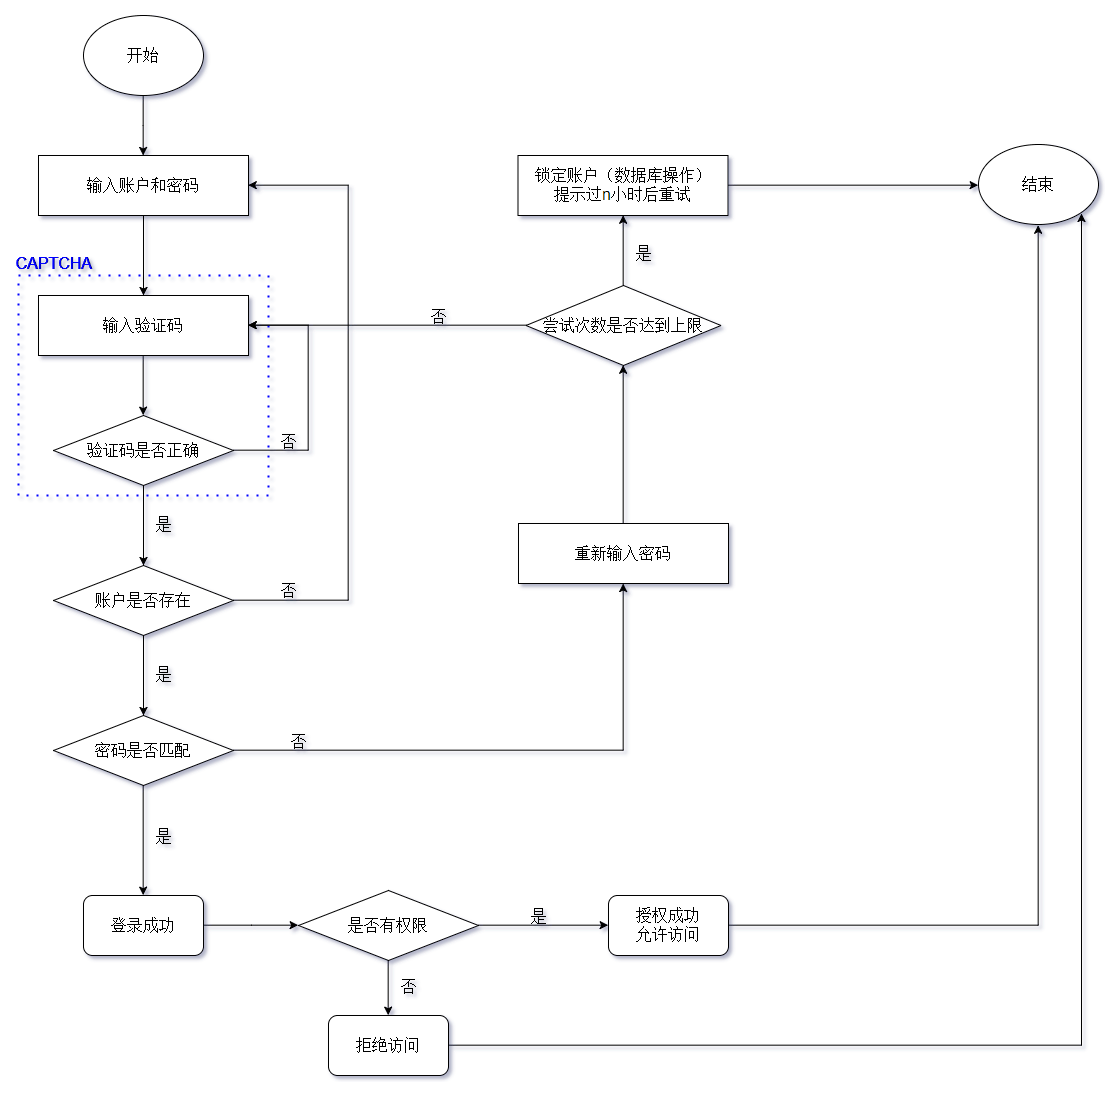 开始
输入账户和密码
锁定账户（数据库操作）
提示过n小时后重试
结束
是
CAPTCHA
输入验证码
否
尝试次数是否达到上限
验证码是否正确
否
是
重新输入密码
账户是否存在
否
是
密码是否匹配
否
是
登录成功
是否有权限
是
授权成功
允许访问
否
拒绝访问